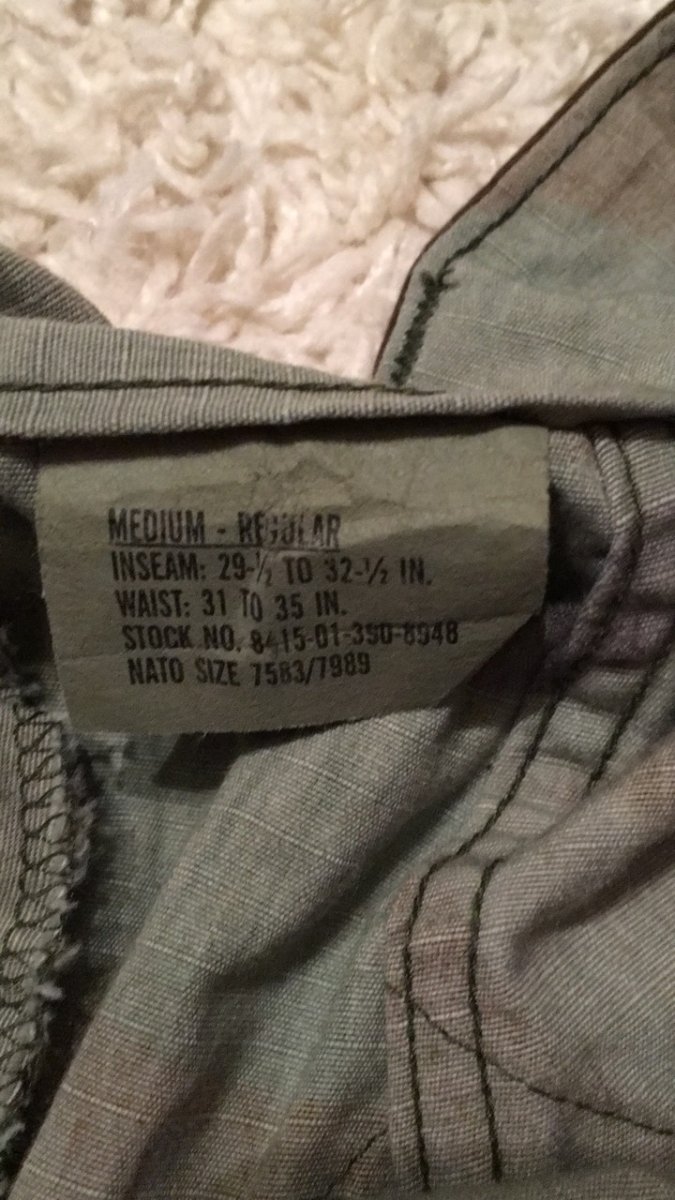 MEDIUM - REGULAR
INSEAM: 29-½ TO 32-½ IN.
WAIST: 31 TO 35 IN.
STOCK NO. 8415-01-390-8948
NATO SIZE 7583/7989